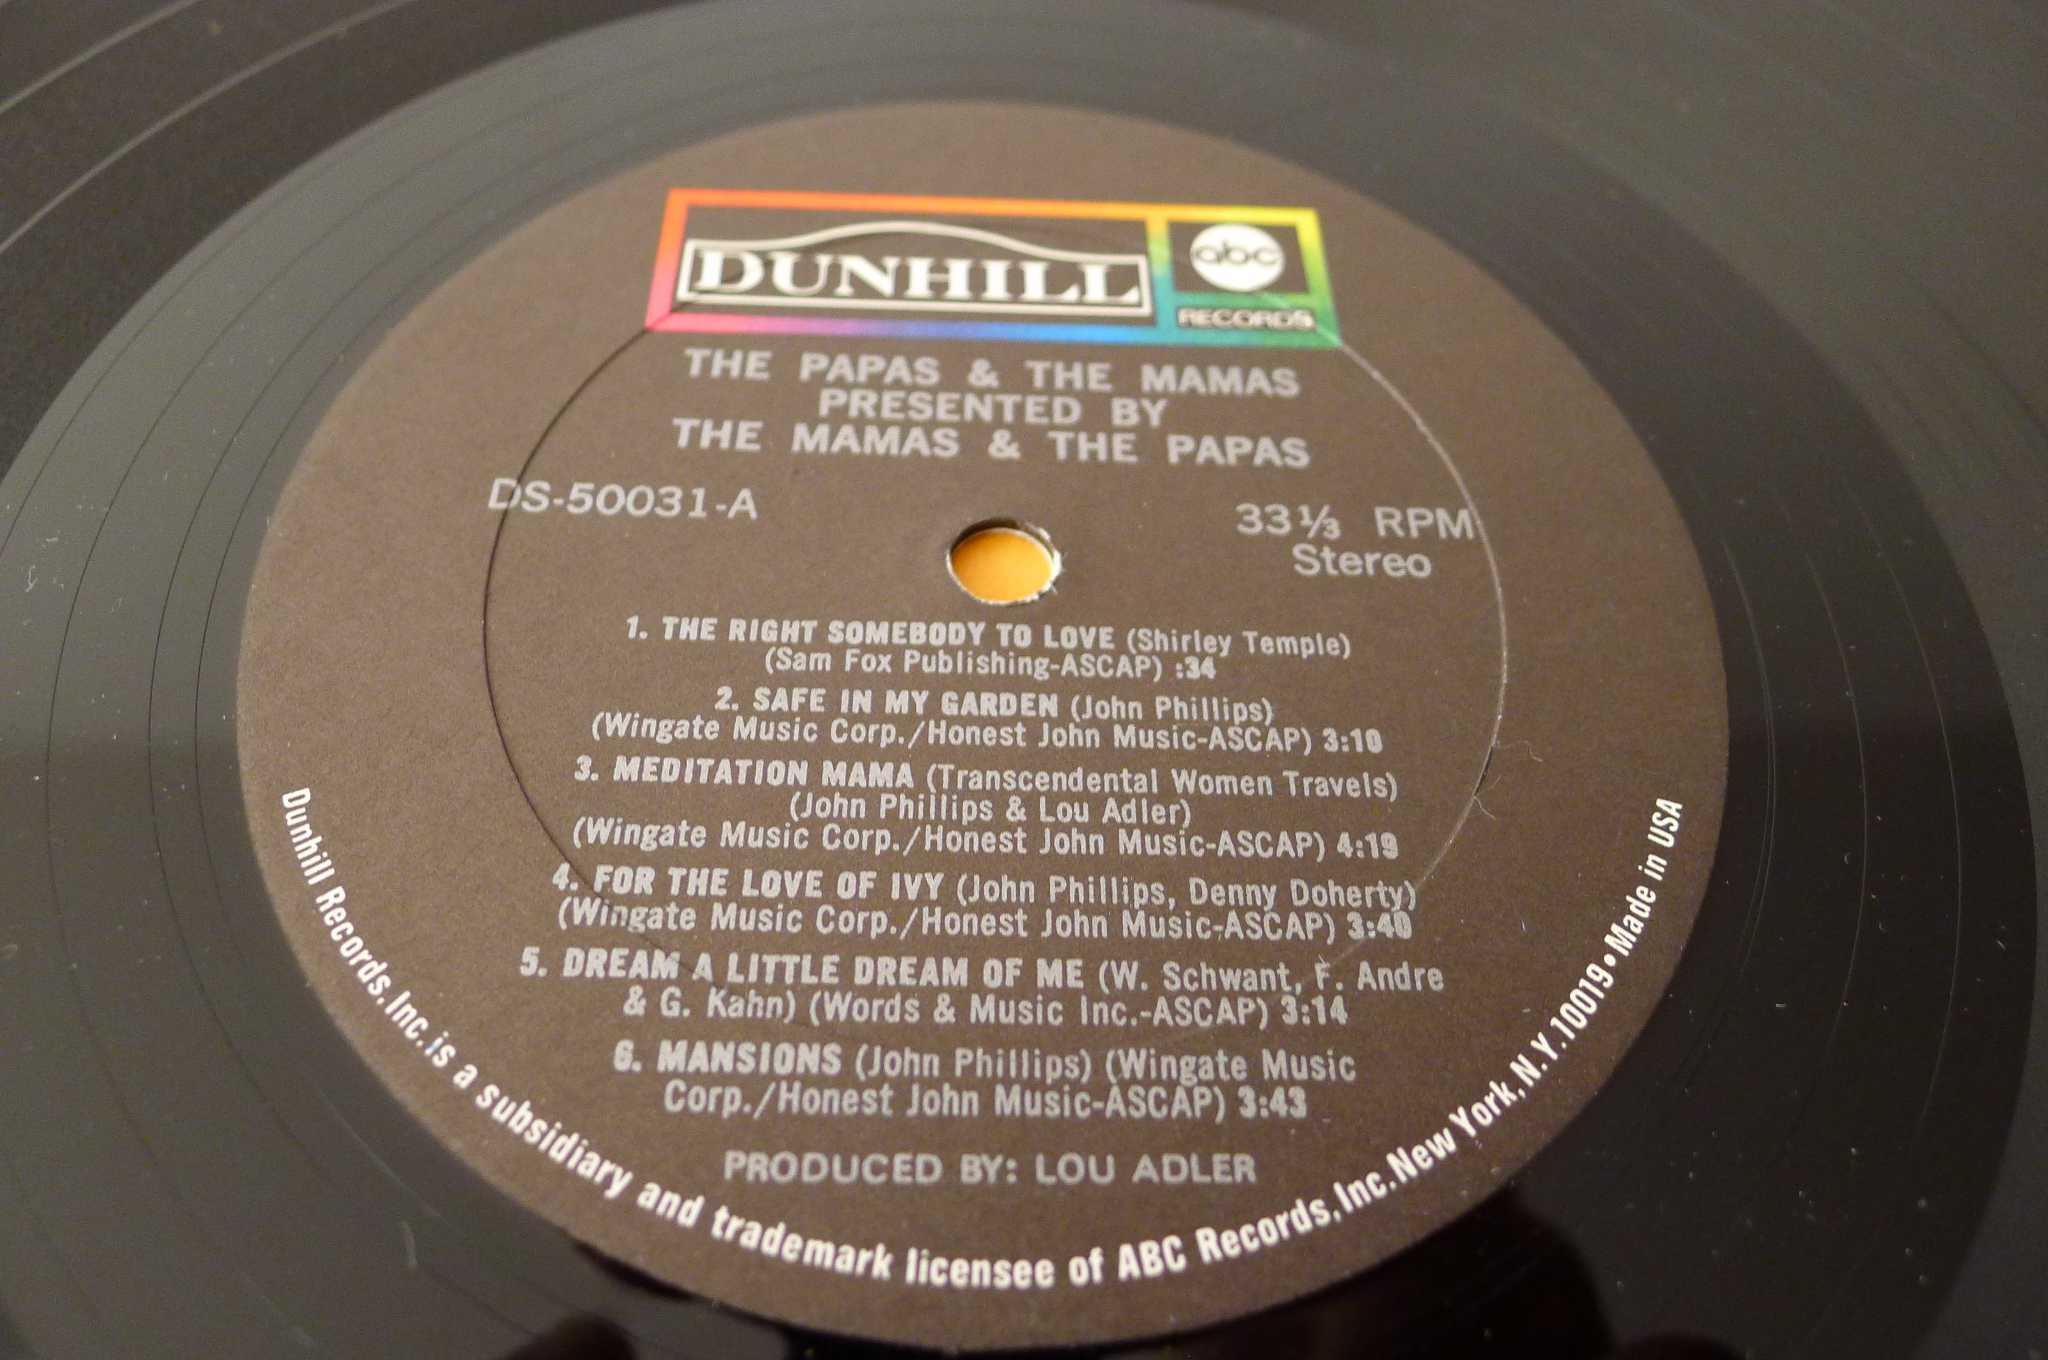 DUNHILL
abc
RECORDS
THE PAPAS & THE MAMAS
PRESENTED BY
THE MAMAS & THE PAPAS
DS-50031-A
33⅓ RPM
Stereo
1. THE RIGHT SOMEBODY TO LOVE (Shirley Temple)
(Sam Fox Publishing-ASCAP) :34
2. SAFE IN MY GARDEN (John Phillips)
(Wingate Music Corp./Honest John Music-ASCAP) 3:10
3. MEDITATION MAMA (Transcendental Women Travels)
(John Phillips & Lou Adler)
(Wingate Music Corp./Honest John Music-ASCAP) 4:19
4. FOR THE LOVE OF IVY (John Phillips, Denny Doherty)
(Wingate Music Corp./Honest John Music-ASCAP) 3:40
5. DREAM A LITTLE DREAM OF ME (W. Schwant, F. Andre
& G. Kahn) (Words & Music Inc.-ASCAP) 3:14
6. MANSIONS (John Phillips) (Wingate Music
Corp./Honest John Music-ASCAP) 3:43
PRODUCED BY: LOU ADLER
Dunhill Records, Inc. is a subsidiary and trademark licensee of ABC Records, Inc. New York, N.Y. 10019 • Made in USA